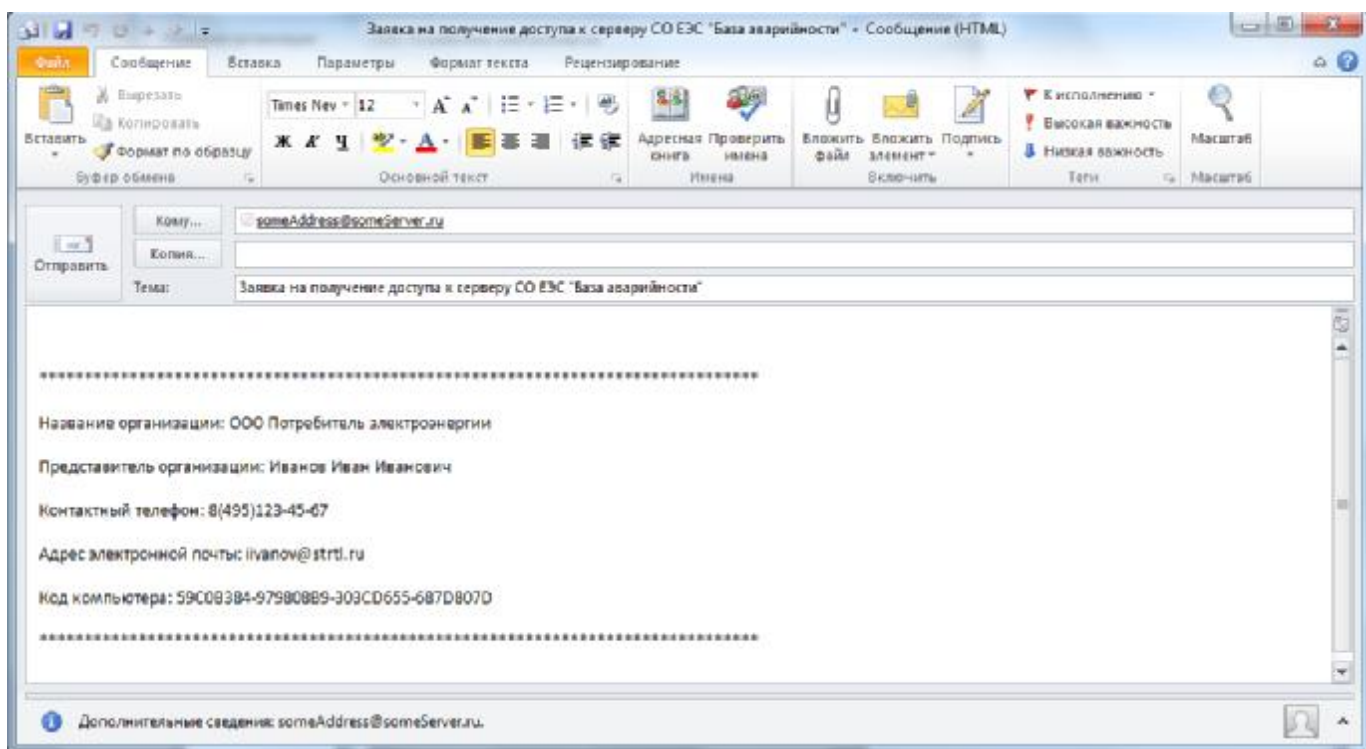 Заявка на получение доступа к серверу СО ЕЭС "База аварийности" - Сообщение (HTML)
Файл Сообщение Вставка Параметры Формат текста Рецензирование
Вставить
Вырезать
Копировать
Формат по образцу
Буфер обмена
Times Nev 12
Ж К Ч
Основной текст
Адресная книга
Проверить имена
Имена
Вложить файл
Вложить элемент
Подпись
Включить
К исполнению
Высокая важность
Низкая важность
Теги
Масштаб
Масштаб
Отправить
Кому... someAddress@someServer.ru
Копия...
Тема: Заявка на получение доступа к серверу СО ЕЭС "База аварийности"
Название организации: ООО Потребитель электроэнергии
Представитель организации: Иванов Иван Иванович
Контактный телефон: 8(495)123-45-67
Адрес электронной почты: iivanov@strtl.ru
Код компьютера: 59C0B3B4-97980BB9-303CD655-687D807D
Дополнительные сведения: someAddress@someServer.ru.